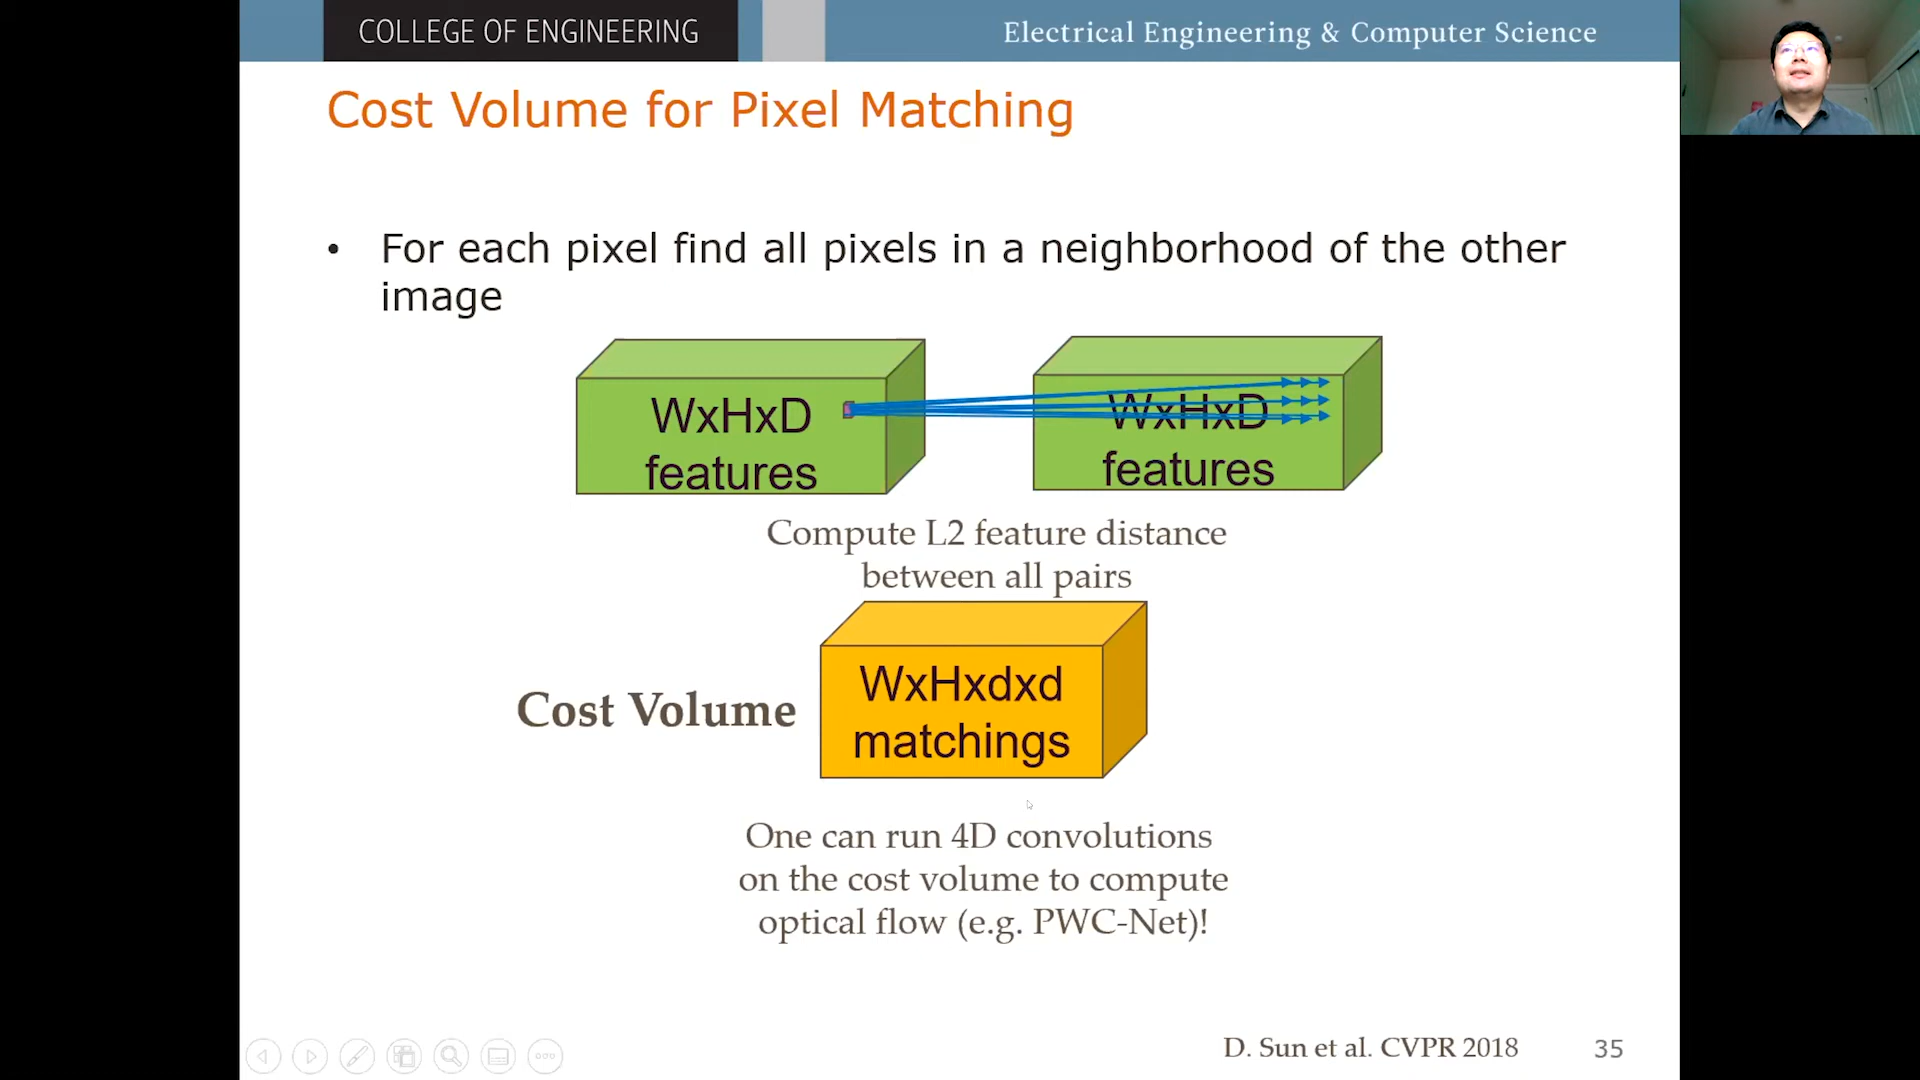 COLLEGE OF ENGINEERING
Electrical Engineering & Computer Science
Cost Volume for Pixel Matching
• For each pixel find all pixels in a neighborhood of the other
image
WxHxD
features
WxHxD
features
Compute L2 feature distance
between all pairs
Cost Volume
WxHxdxd
matchings
One can run 4D convolutions
on the cost volume to compute
optical flow (e.g. PWC-Net)!
D. Sun et al. CVPR 2018
35